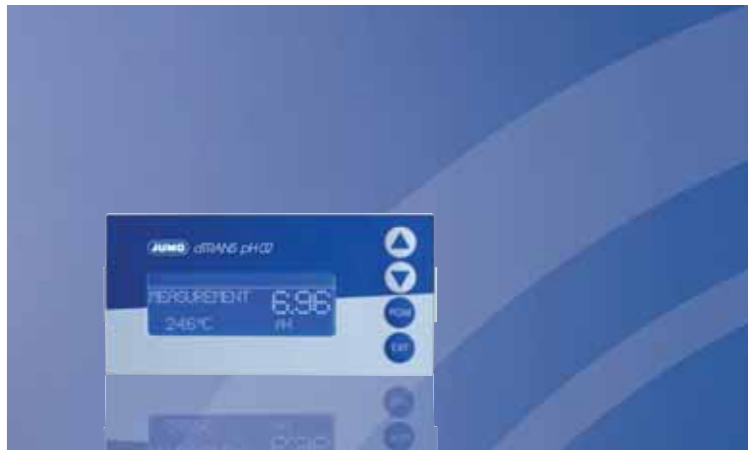 JUMO dTRANS pH 02
MEASUREMENT 6.96
24.6°C pH
PGM
EXIT